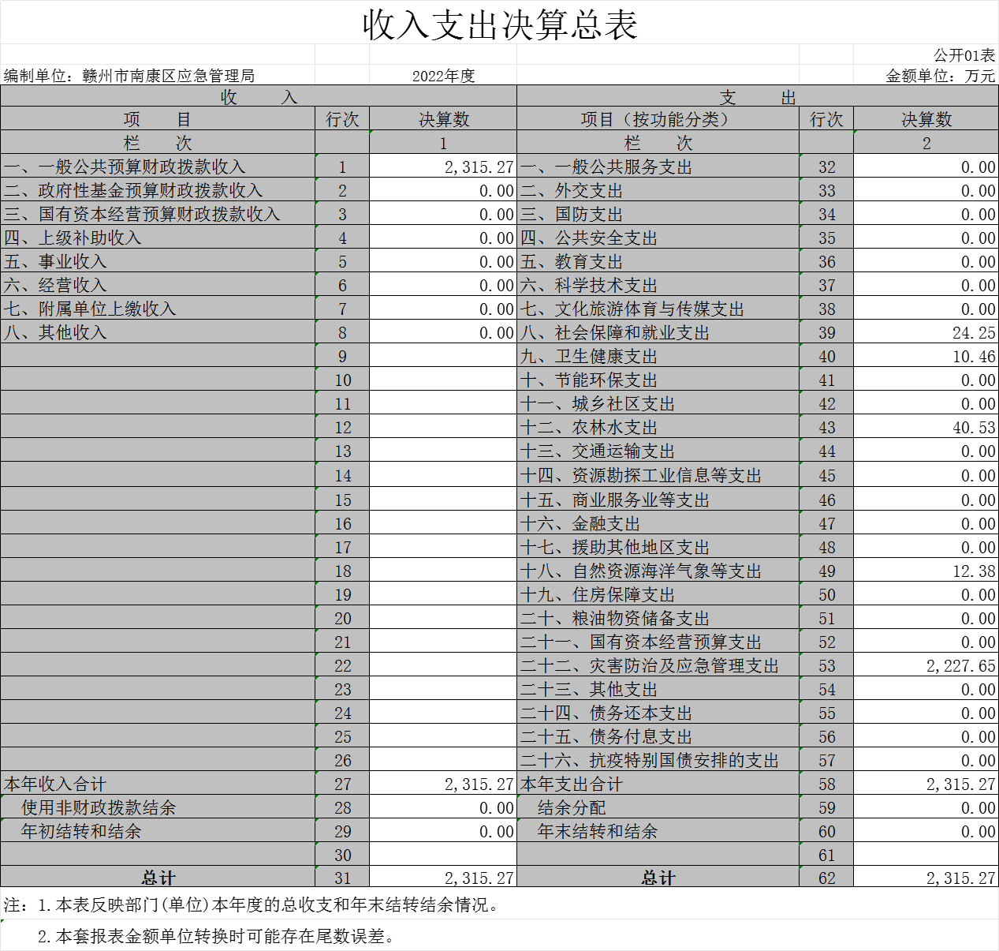 收入支出决算总表
公开01表
编制单位：赣州市南康区应急管理局 2022年度 金额单位：万元
收 入 支 出
项 目 行次 决算数 项目（按功能分类） 行次 决算数
栏 次 1 栏 次 2
一、一般公共预算财政拨款收入 1 2,315.27 一、一般公共服务支出 32 0.00
二、政府性基金预算财政拨款收入 2 0.00 二、外交支出 33 0.00
三、国有资本经营预算财政拨款收入 3 0.00 三、国防支出 34 0.00
四、上级补助收入 4 0.00 四、公共安全支出 35 0.00
五、事业收入 5 0.00 五、教育支出 36 0.00
六、经营收入 6 0.00 六、科学技术支出 37 0.00
七、附属单位上缴收入 7 0.00 七、文化旅游体育与传媒支出 38 0.00
八、其他收入 8 0.00 八、社会保障和就业支出 39 24.25
9 九、卫生健康支出 40 10.46
10 十、节能环保支出 41 0.00
11 十一、城乡社区支出 42 0.00
12 十二、农林水支出 43 40.53
13 十三、交通运输支出 44 0.00
14 十四、资源勘探工业信息等支出 45 0.00
15 十五、商业服务业等支出 46 0.00
16 十六、金融支出 47 0.00
17 十七、援助其他地区支出 48 0.00
18 十八、自然资源海洋气象等支出 49 12.38
19 十九、住房保障支出 50 0.00
20 二十、粮油物资储备支出 51 0.00
21 二十一、国有资本经营预算支出 52 0.00
22 二十二、灾害防治及应急管理支出 53 2,227.65
23 二十三、其他支出 54 0.00
24 二十四、债务还本支出 55 0.00
25 二十五、债务付息支出 56 0.00
26 二十六、抗疫特别国债安排的支出 57 0.00
本年收入合计 27 2,315.27 本年支出合计 58 2,315.27
使用非财政拨款结余 28 0.00 结余分配 59 0.00
年初结转和结余 29 0.00 年末结转和结余 60 0.00
30 61
总计 31 2,315.27 总计 62 2,315.27
注：1.本表反映部门(单位)本年度的总收支和年末结转结余情况。
2.本套报表金额单位转换时可能存在尾数误差。